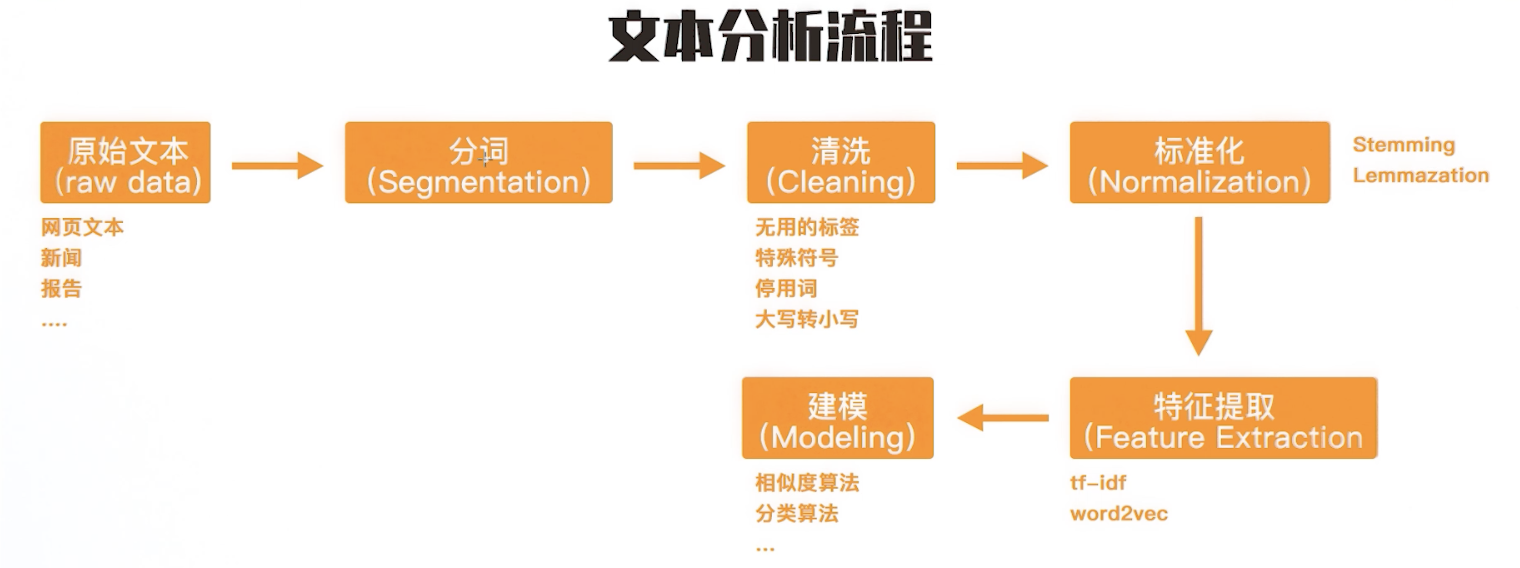 文本分析流程
原始文本
(raw data)
网页文本
新闻
报告
....
分词
(Segmentation)
清洗
(Cleaning)
无用的标签
特殊符号
停用词
大写转小写
标准化
(Normalization)
Stemming
Lemmazation
特征提取
(Feature Extraction
tf-idf
word2vec
建模
(Modeling)
相似度算法
分类算法
...